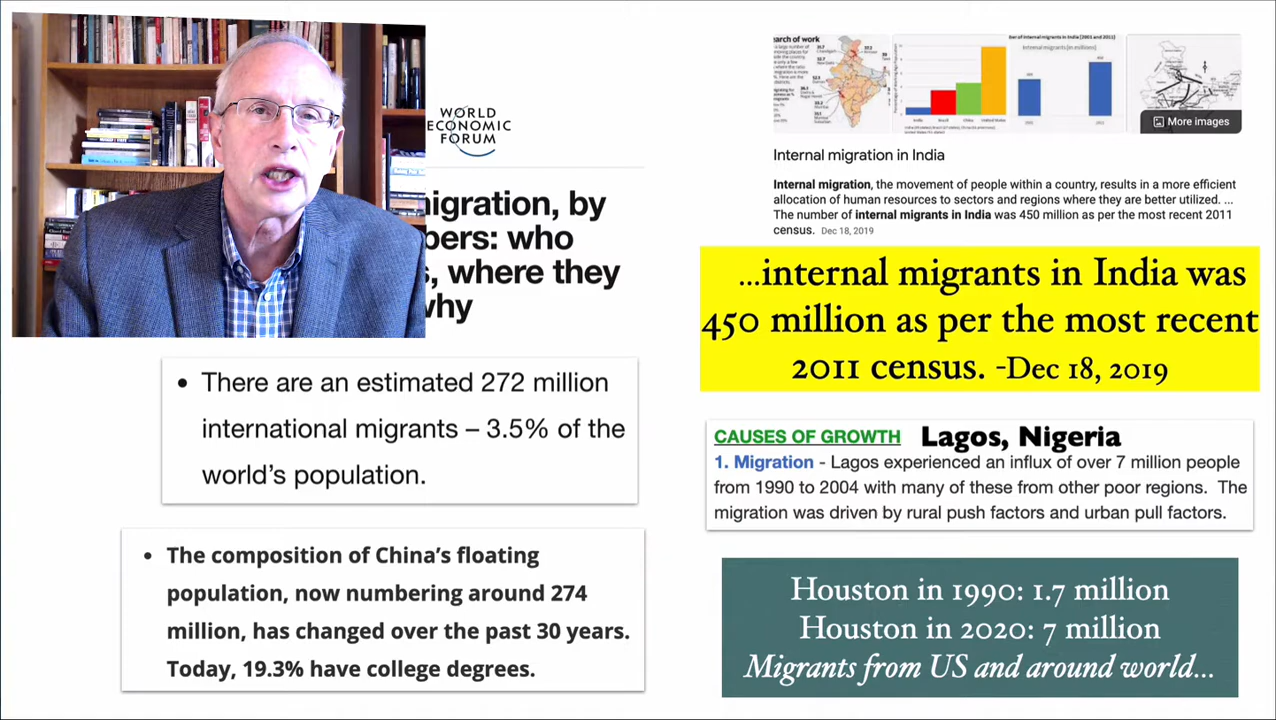 WORLD
ECONOMIC
FORUM
igration, by
bers: who
s, where they
why
• There are an estimated 272 million
international migrants – 3.5% of the
world’s population.
• The composition of China’s floating
population, now numbering around 274
million, has changed over the past 30 years.
Today, 19.3% have college degrees.
arch of work
More images
Internal migration in India
Internal migration, the movement of people within a country,results in a more efficient
allocation of human resources to sectors and regions where they are better utilized. ...
The number of internal migrants in India was 450 million as per the most recent 2011
census. Dec 18, 2019
...internal migrants in India was
450 million as per the most recent
2011 census. -Dec 18, 2019
CAUSES OF GROWTH Lagos, Nigeria
1. Migration - Lagos experienced an influx of over 7 million people
from 1990 to 2004 with many of these from other poor regions. The
migration was driven by rural push factors and urban pull factors.
Houston in 1990: 1.7 million
Houston in 2020: 7 million
Migrants from US and around world...